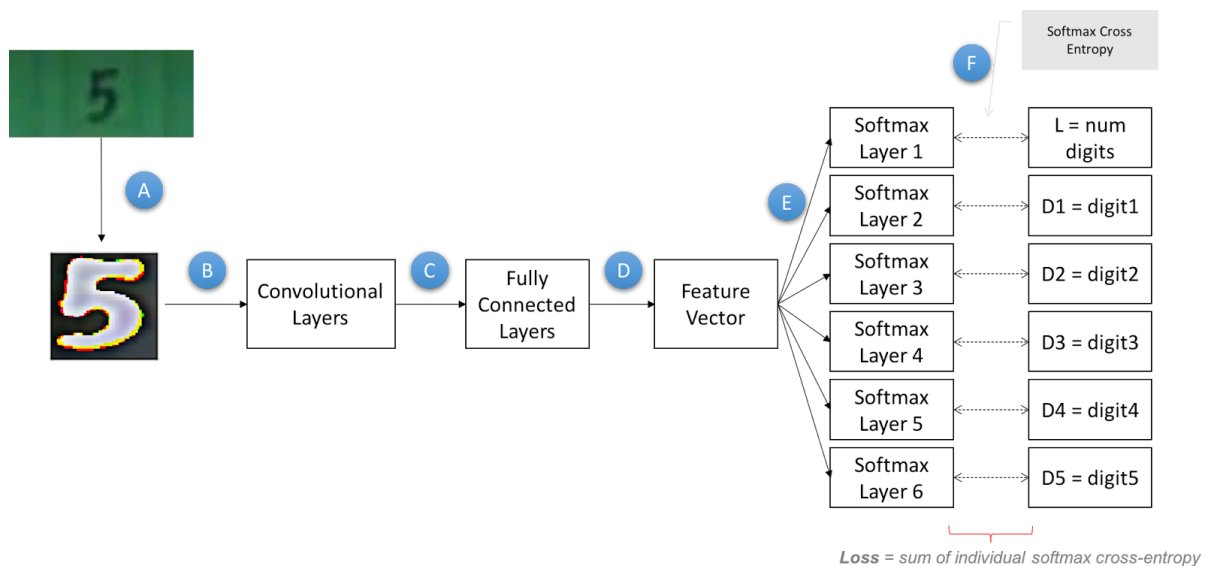 5
A
5
B
Convolutional
Layers
C
Fully
Connected
Layers
D
Feature
Vector
E
Softmax
Layer 1
Softmax
Layer 2
Softmax
Layer 3
Softmax
Layer 4
Softmax
Layer 5
Softmax
Layer 6
F
Softmax Cross
Entropy
L = num
digits
D1 = digit1
D2 = digit2
D3 = digit3
D4 = digit4
D5 = digit5
Loss = sum of individual softmax cross-entropy